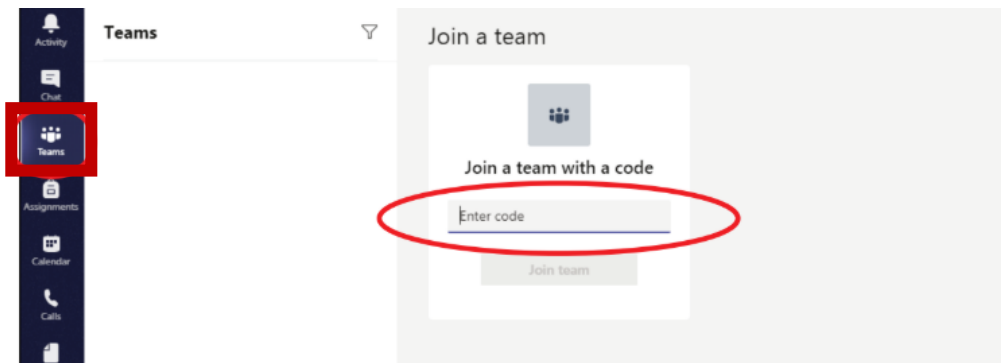 Activity
Chat
Teams
Assignments
Calendar
Calls
Teams
Join a team
Join a team with a code
Enter code
Join team